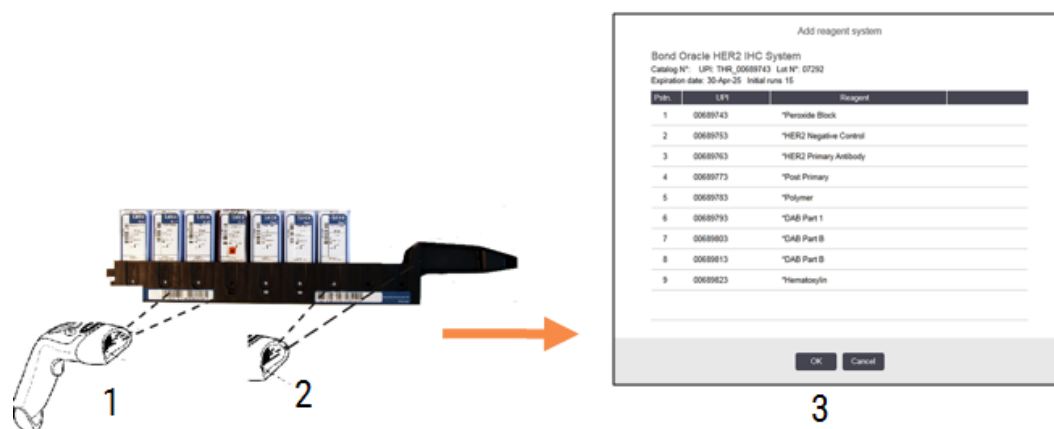 Add reagent system
Bond Oracle HER2 IHC System
Catalog N°: UPI: THR_00689743 Lot N°: 07292
Expiration date: 30-Apr-25 Initial runs 15
Pstn. UPI Reagent
1 00689743 *Peroxide Block
2 00689753 *HER2 Negative Control
3 00689763 *HER2 Primary Antibody
4 00689773 *Post Primary
5 00689783 *Polymer
6 00689793 *DAB Part 1
7 00689803 *DAB Part B
8 00689813 *DAB Part B
9 00689823 *Hematoxylin
OK Cancel
1
2
3